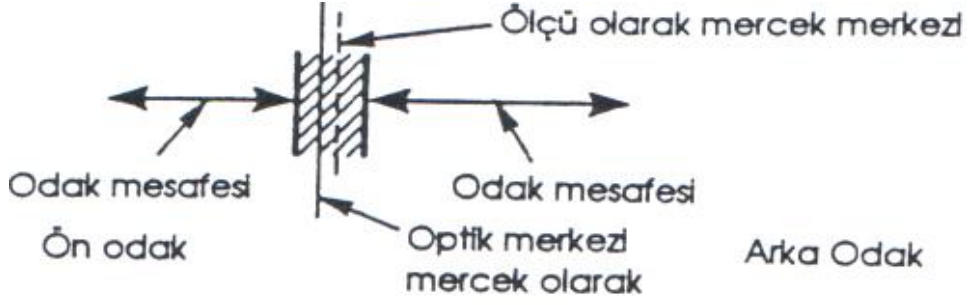 Ölçü olarak mercek merkezi
Odak mesafesi
Odak mesafesi
Ön odak
Optik merkezi
mercek olarak
Arka Odak